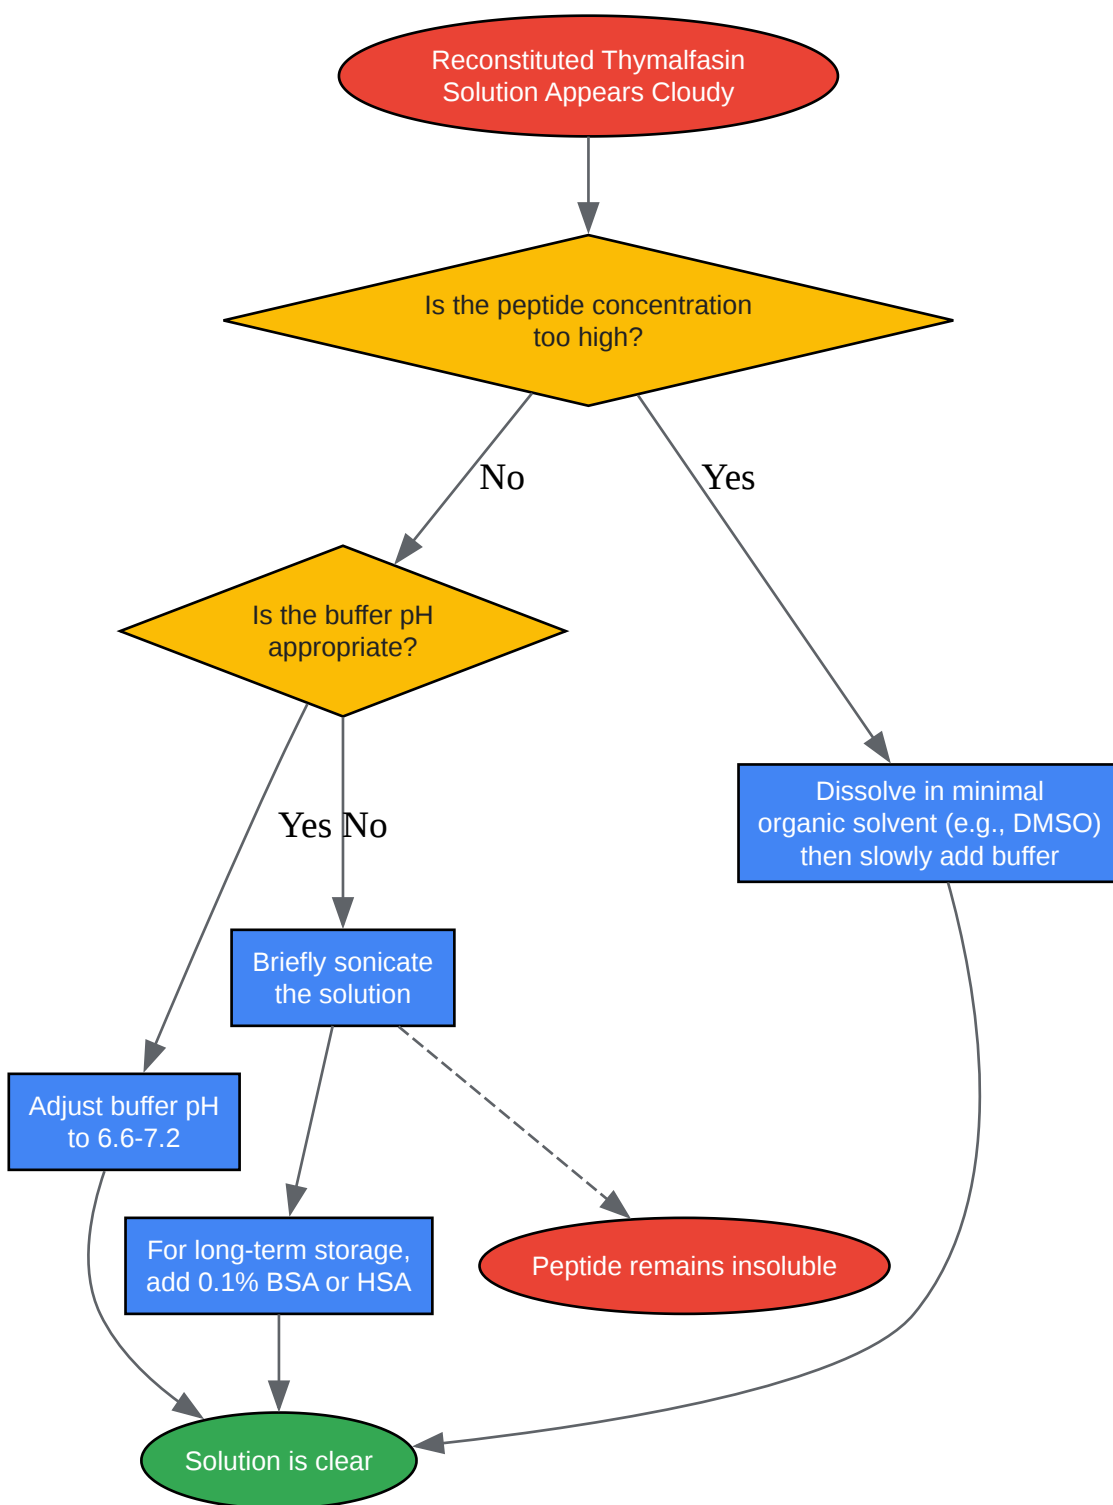 Reconstituted Thymalfasin
Solution Appears Cloudy
Is the peptide concentration
too high?
No
Yes
Is the buffer pH
appropriate?
Dissolve in minimal
organic solvent (e.g., DMSO)
then slowly add buffer
Yes
No
Briefly sonicate
the solution
Adjust buffer pH
to 6.6-7.2
For long-term storage,
add 0.1% BSA or HSA
Peptide remains insoluble
Solution is clear